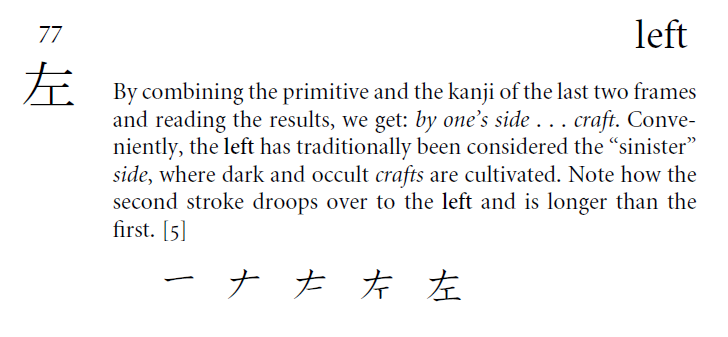 77
left
左
By combining the primitive and the kanji of the last two frames
and reading the results, we get: by one's side . . . craft. Conve-
niently, the left has traditionally been considered the “sinister”
side, where dark and occult crafts are cultivated. Note how the
second stroke droops over to the left and is longer than the
first. [5]
一 𠂇 左